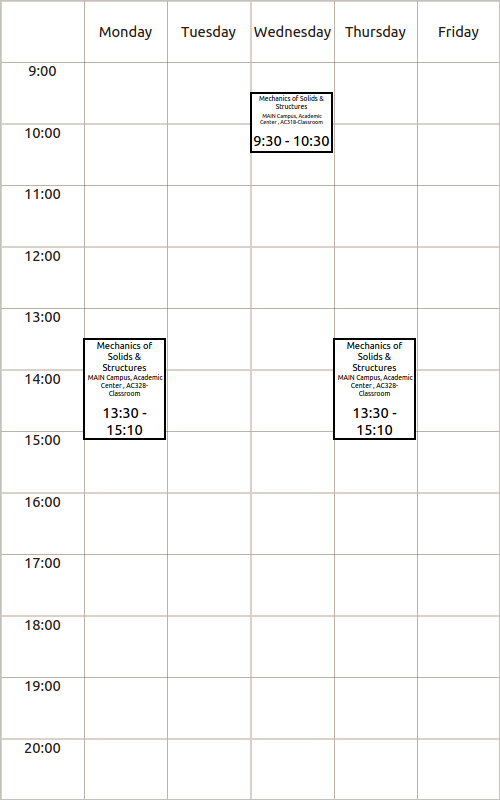 Monday Tuesday Wednesday Thursday Friday
9:00
Mechanics of Solids &
Structures
MAIN Campus, Academic
Center , AC318-Classroom
9:30 - 10:30
10:00
11:00
12:00
13:00
Mechanics of
Solids &
Structures
MAIN Campus, Academic
Center , AC328-
Classroom
13:30 -
15:10
Mechanics of
Solids &
Structures
MAIN Campus, Academic
Center , AC328-
Classroom
13:30 -
15:10
14:00
15:00
16:00
17:00
18:00
19:00
20:00